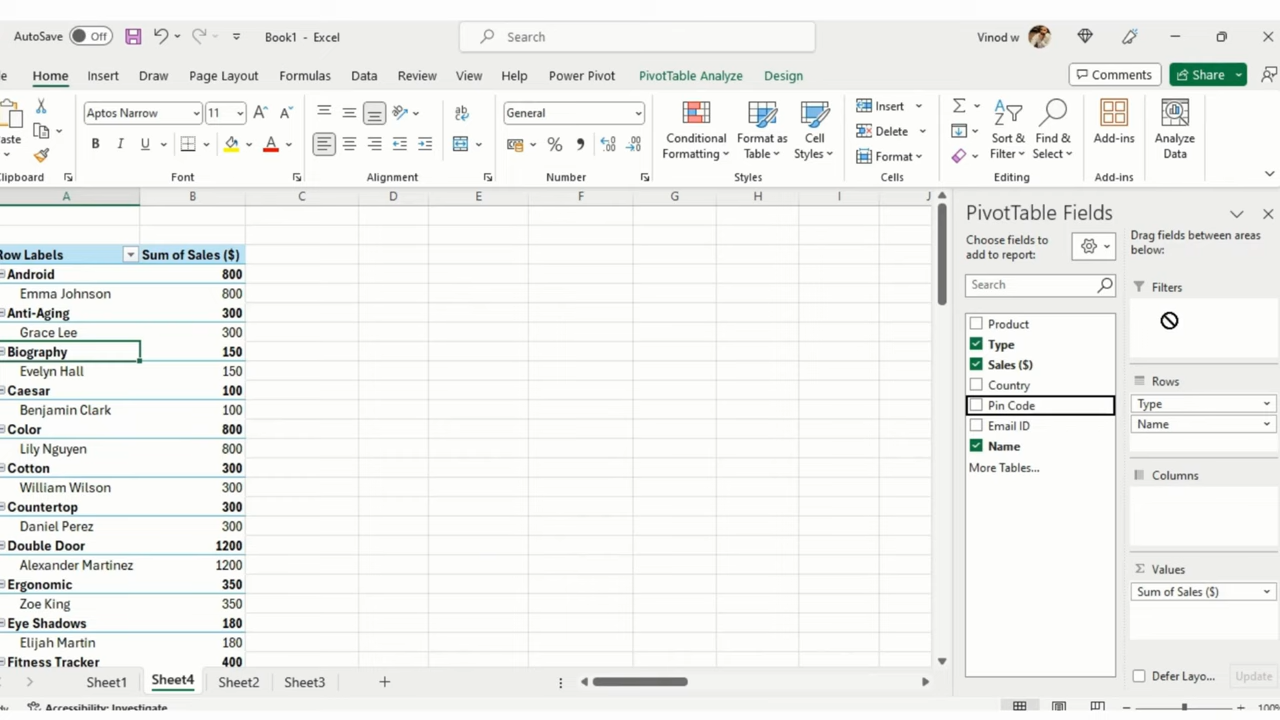 AutoSave Off Book1 - Excel Search Vinod w
Home Insert Draw Page Layout Formulas Data Review View Help Power Pivot PivotTable Analyze Design Comments Share
Aptos Narrow 11 General
B I U
Conditional Formatting
Format as Table
Cell Styles
Insert
Delete
Format
Sort & Filter
Find & Select
Add-ins
Analyze Data
Font Alignment Number Styles Cells Editing Add-ins
A B C D E F G H I J
Row Labels Sum of Sales ($)
Android 800
Emma Johnson 800
Anti-Aging 300
Grace Lee 300
Biography 150
Evelyn Hall 150
Caesar 100
Benjamin Clark 100
Color 800
Lily Nguyen 800
Cotton 300
William Wilson 300
Countertop 300
Daniel Perez 300
Double Door 1200
Alexander Martinez 1200
Ergonomic 350
Zoe King 350
Eye Shadows 180
Elijah Martin 180
Fitness Tracker 400
Sheet1 Sheet4 Sheet2 Sheet3
Accessibility: Investigate
PivotTable Fields
Choose fields to
add to report:
Search
Product
Type
Sales ($)
Country
Pin Code
Email ID
Name
More Tables...
Drag fields between areas
below:
Filters
Rows
Type
Name
Columns
Σ Values
Sum of Sales ($)
Defer Layo... Update